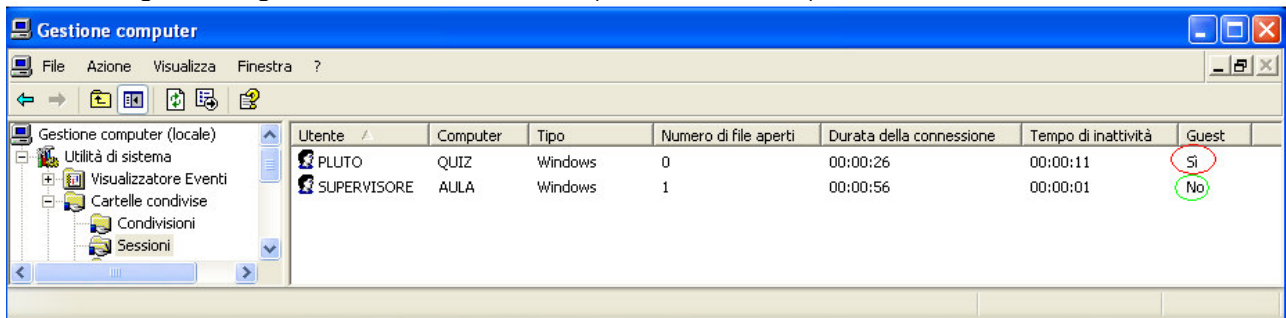 Gestione computer
File Azione Visualizza Finestra ?
Gestione computer (locale)
Utilità di sistema
Visualizzatore Eventi
Cartelle condivise
Condivisioni
Sessioni
Utente Computer Tipo Numero di file aperti Durata della connessione Tempo di inattività Guest
PLUTO QUIZ Windows 0 00:00:26 00:00:11 Sì
SUPERVISORE AULA Windows 1 00:00:56 00:00:01 No